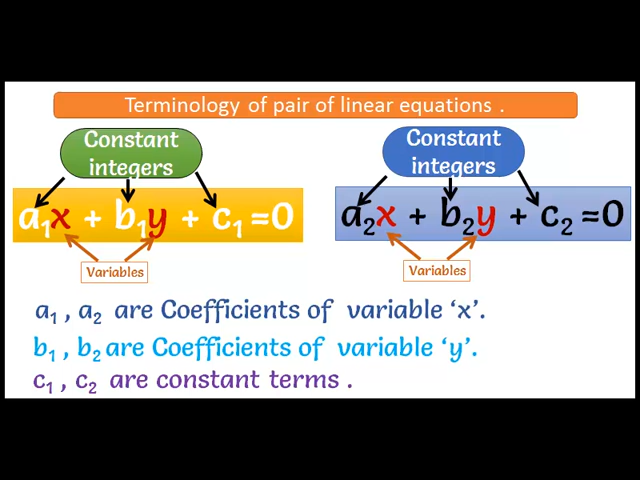 Terminology of pair of linear equations .
Constant
integers
a₁x + b₁y + c₁ =0
Variables
Constant
integers
a₂x + b₂y + c₂ =0
Variables
a₁ , a₂ are Coefficients of variable ‘x’.
b₁ , b₂ are Coefficients of variable ‘y’.
c₁ , c₂ are constant terms .